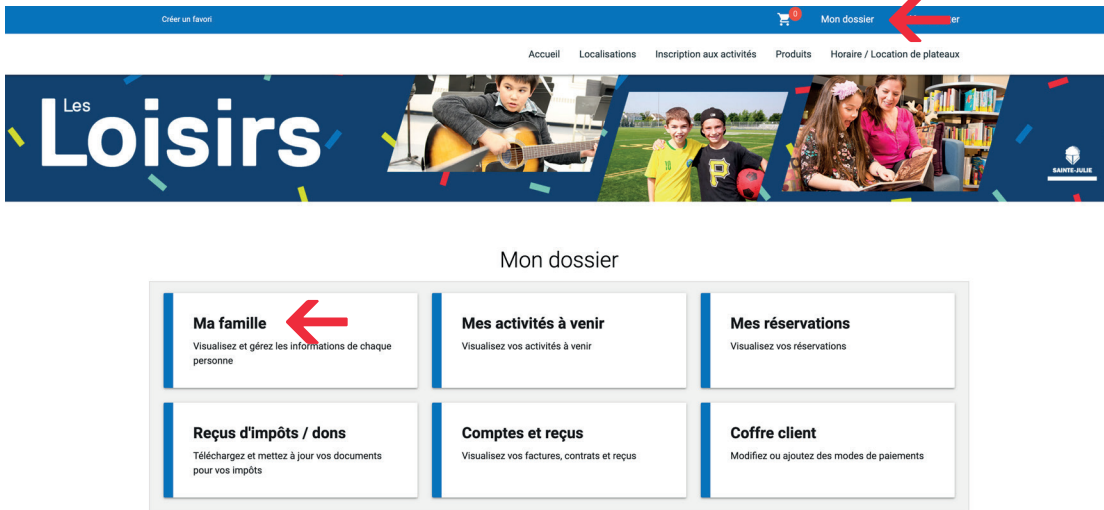 Créer un favori
0
Mon dossier
er
Accueil
Localisations
Inscription aux activités
Produits
Horaire / Location de plateaux
Les
Loisirs
10
P
SAINTE-JULIE
Mon dossier
Ma famille
Visualisez et gérez les informations de chaque
personne
Mes activités à venir
Visualisez vos activités à venir
Mes réservations
Visualisez vos réservations
Reçus d'impôts / dons
Téléchargez et mettez à jour vos documents
pour vos impôts
Comptes et reçus
Visualisez vos factures, contrats et reçus
Coffre client
Modifiez ou ajoutez des modes de paiements